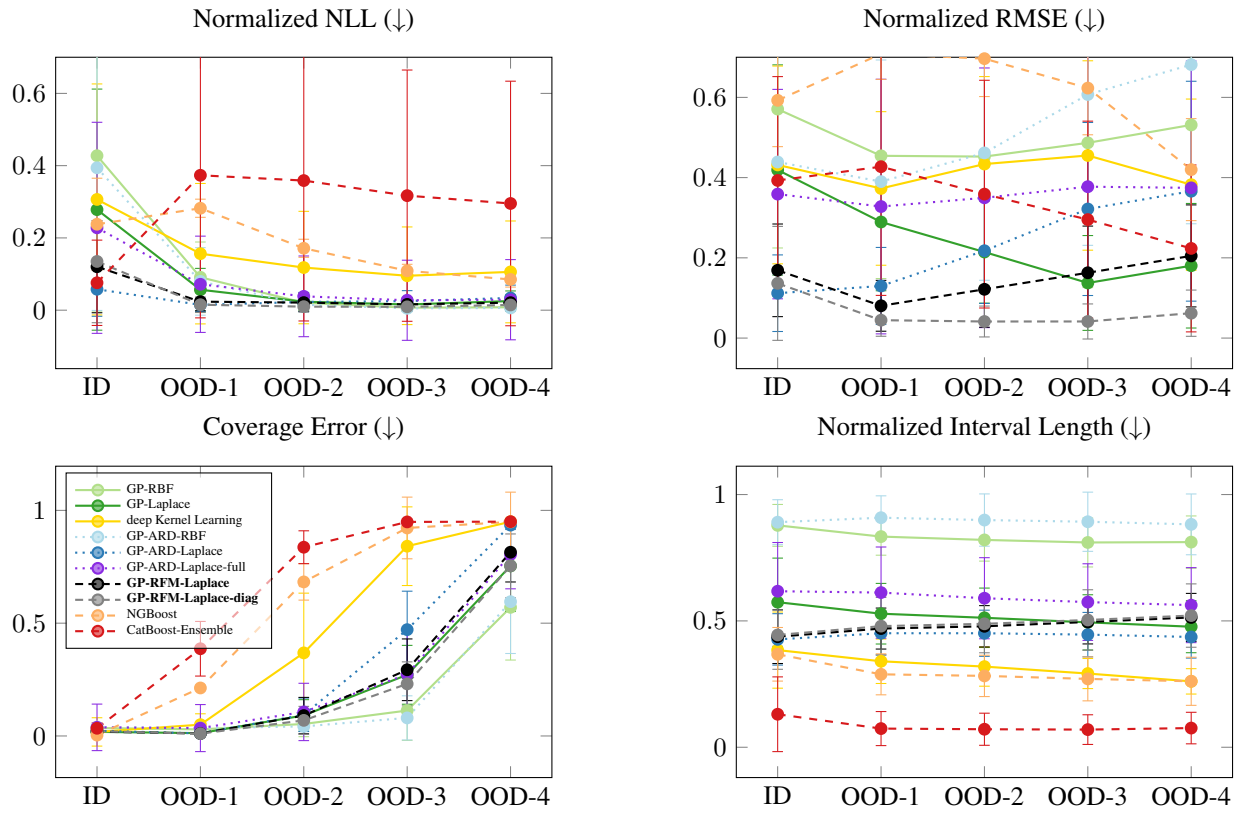 Normalized NLL (↓)
0.6
0.4
0.2
0
ID OOD-1 OOD-2 OOD-3 OOD-4
Normalized RMSE (↓)
0.6
0.4
0.2
0
ID OOD-1 OOD-2 OOD-3 OOD-4
Coverage Error (↓)
1
0.5
0
GP-RBF
GP-Laplace
deep Kernel Learning
GP-ARD-RBF
GP-ARD-Laplace
GP-ARD-Laplace-full
GP-RFM-Laplace
GP-RFM-Laplace-diag
NGBoost
CatBoost-Ensemble
ID OOD-1 OOD-2 OOD-3 OOD-4
Normalized Interval Length (↓)
1
0.5
0
ID OOD-1 OOD-2 OOD-3 OOD-4